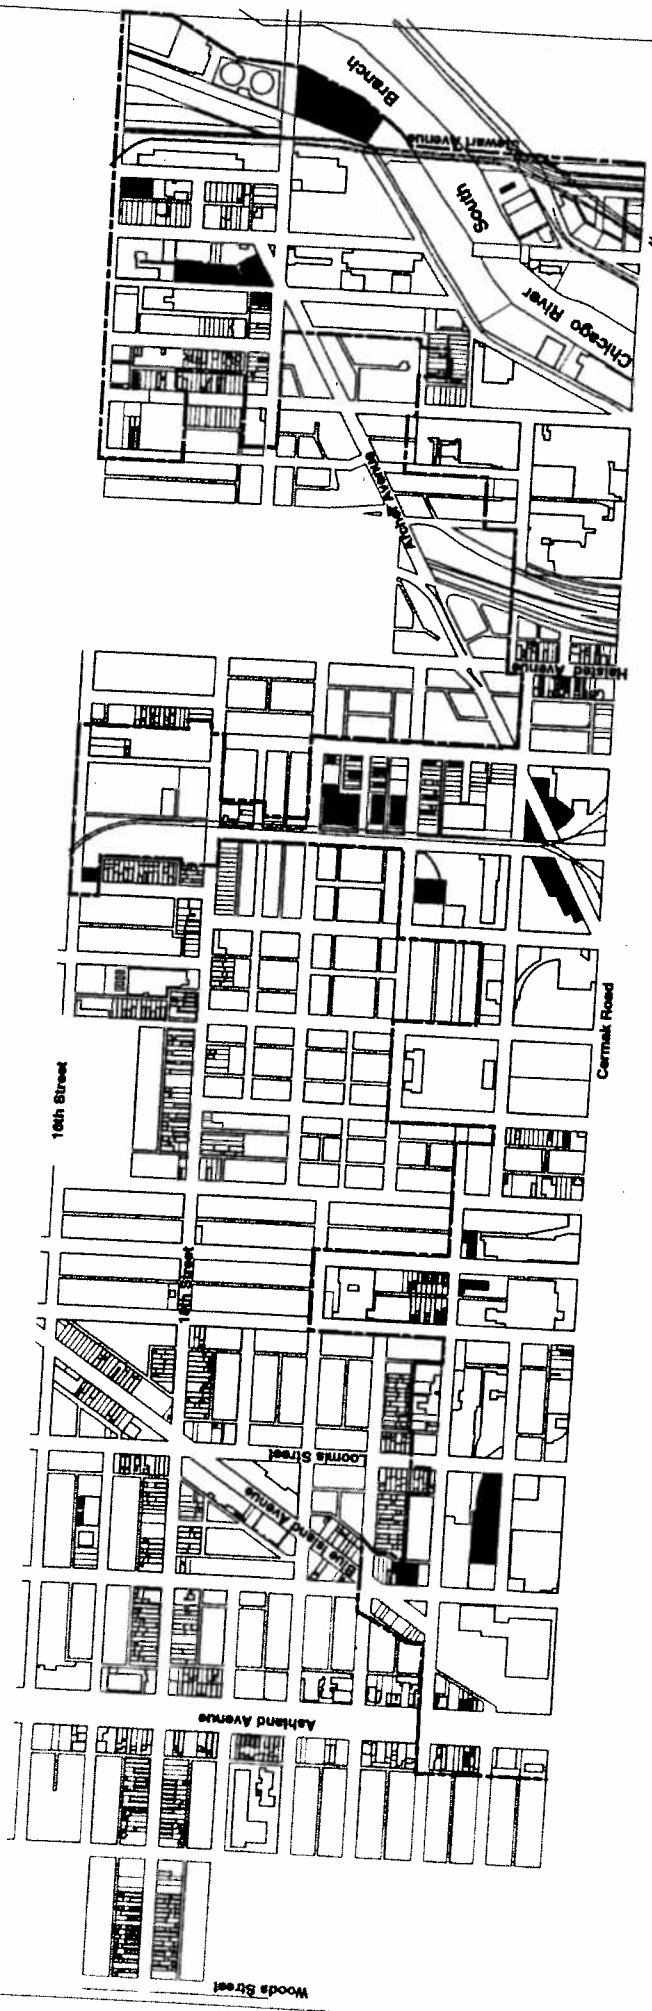 Branch
Stewart Avenue
South
Chicago River
Archer Avenue
Halsted Avenue
Cermak Road
16th Street
18th Street
Loomis Street
Blue Island Avenue
Ashland Avenue
Woods Street